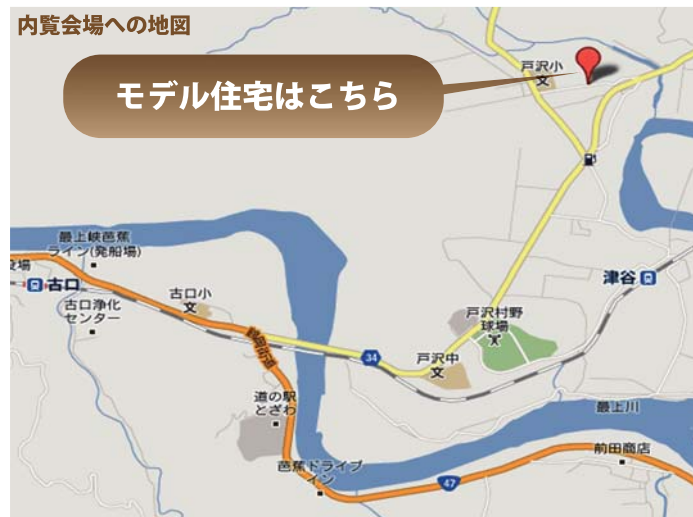 内覧会場への地図
戸沢小
文
モデル住宅はこちら
最上峡芭蕉
ライン(発船場)
役場
古口
古口浄化
センター
古口小
文
津谷
戸沢村野
球場
34
戸沢中
文
道の駅
とざわ
最上川
前田商店
芭蕉ドライブ
イン
47